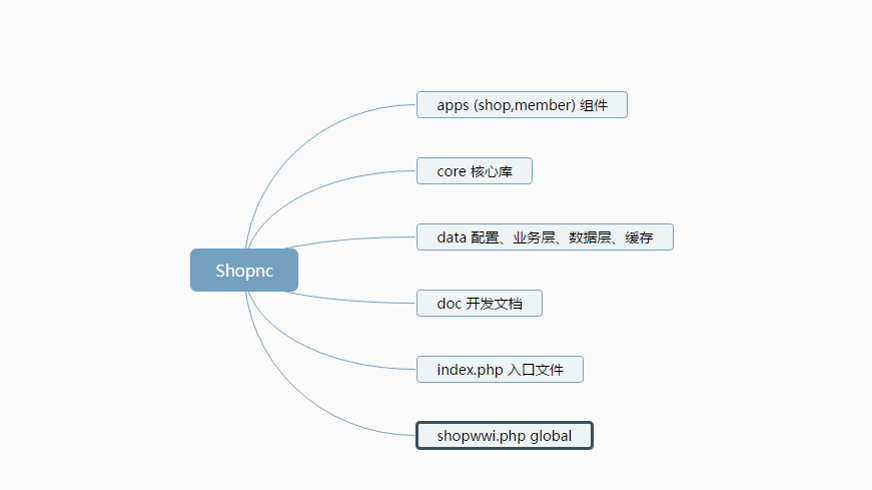 apps (shop,member) 组件
core 核心库
data 配置、业务层、数据层、缓存
Shopnc
doc 开发文档
index.php 入口文件
shopwwi.php global